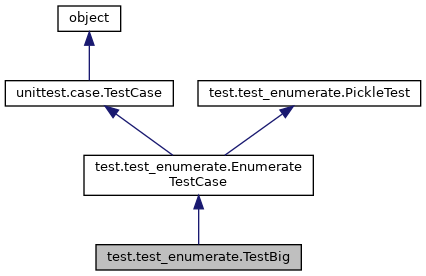 object
unittest.case.TestCase
test.test_enumerate.PickleTest
test.test_enumerate.Enumerate
TestCase
test.test_enumerate.TestBig